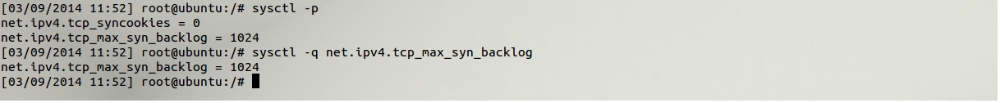 [03/09/2014 11:52] root@ubuntu:/# sysctl -p
net.ipv4.tcp_syncookies = 0
net.ipv4.tcp_max_syn_backlog = 1024
[03/09/2014 11:52] root@ubuntu:/# sysctl -q net.ipv4.tcp_max_syn_backlog
net.ipv4.tcp_max_syn_backlog = 1024
[03/09/2014 11:52] root@ubuntu:/#